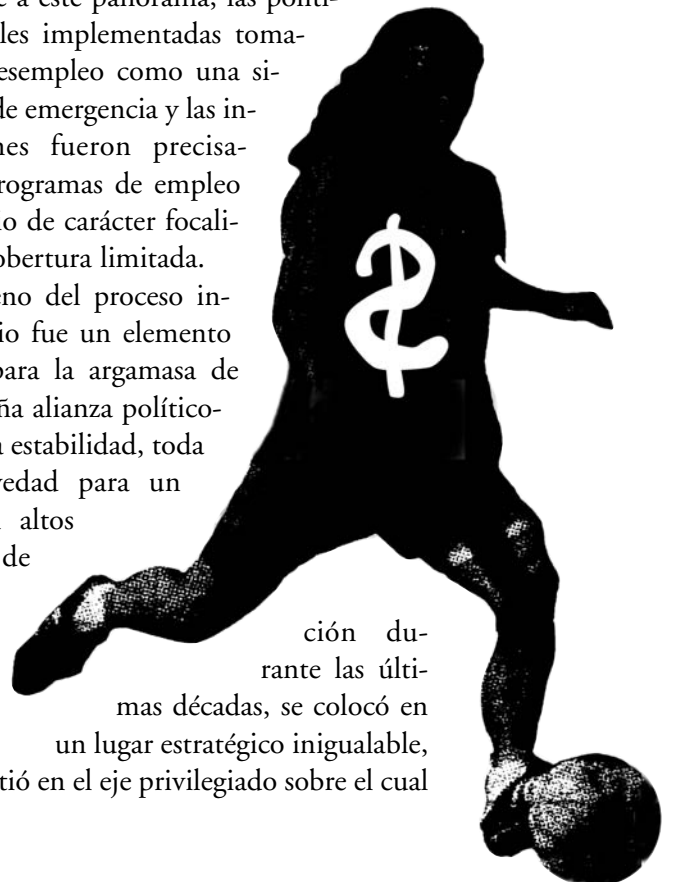 e a este panorama, las políti-
les implementadas toma-
esempleo como una si-
de emergencia y las in-
nes fueron precisa-
rogramas de empleo
o de carácter focali-
obertura limitada.
eno del proceso in-
io fue un elemento
para la argamasa de
ña alianza político-
a estabilidad, toda
vedad para un
altos
de
ción du-
rante las últi-
mas décadas, se colocó en
un lugar estratégico inigualable,
tió en el eje privilegiado sobre el cual
$